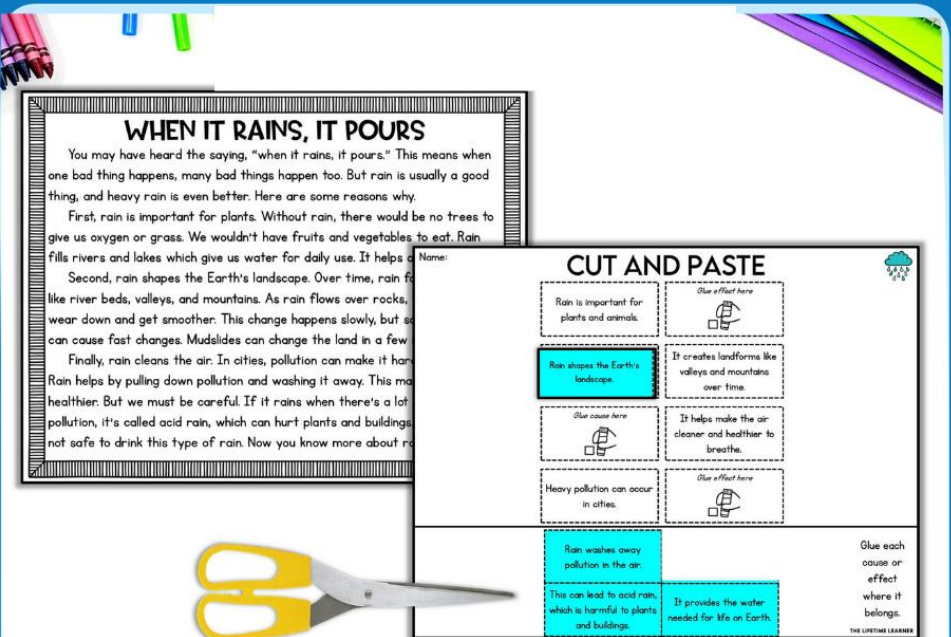 WHEN IT RAINS, IT POURS
You may have heard the saying, "when it rains, it pours." This means when
one bad thing happens, many bad things happen too. But rain is usually a good
thing, and heavy rain is even better. Here are some reasons why.
First, rain is important for plants. Without rain, there would be no trees to
give us oxygen or grass. We wouldn't have fruits and vegetables to eat. Rain
fills rivers and lakes which give us water for daily use. It helps
Second, rain shapes the Earth's landscape. Over time, rain
like river beds, valleys, and mountains. As rain flows over rocks,
wear down and get smoother. This change happens slowly, but
can cause fast changes. Mudslides can change the land in a few
Finally, rain cleans the air. In cities, pollution can make it
Rain helps by pulling down pollution and washing it away. This
healthier. But we must be careful. If it rains when there's a lot
pollution, it's called acid rain, which can hurt plants and buildings.
not safe to drink this type of rain. Now you know more about
Name:
CUT AND PASTE
Rain is important for
plants and animals.
Glue effect here
Rain shapes the Earth's
landscape.
It creates landforms like
valleys and mountains
over time.
Glue cause here
It helps make the air
cleaner and healthier to
breathe.
Heavy pollution can occur
in cities.
Glue effect here
Rain washes away
pollution in the air.
This can lead to acid rain,
which is harmful to plants
and buildings.
It provides the water
needed for life on Earth.
Glue each
cause or
effect
where it
belongs.
THE LIFETIME LEARNER